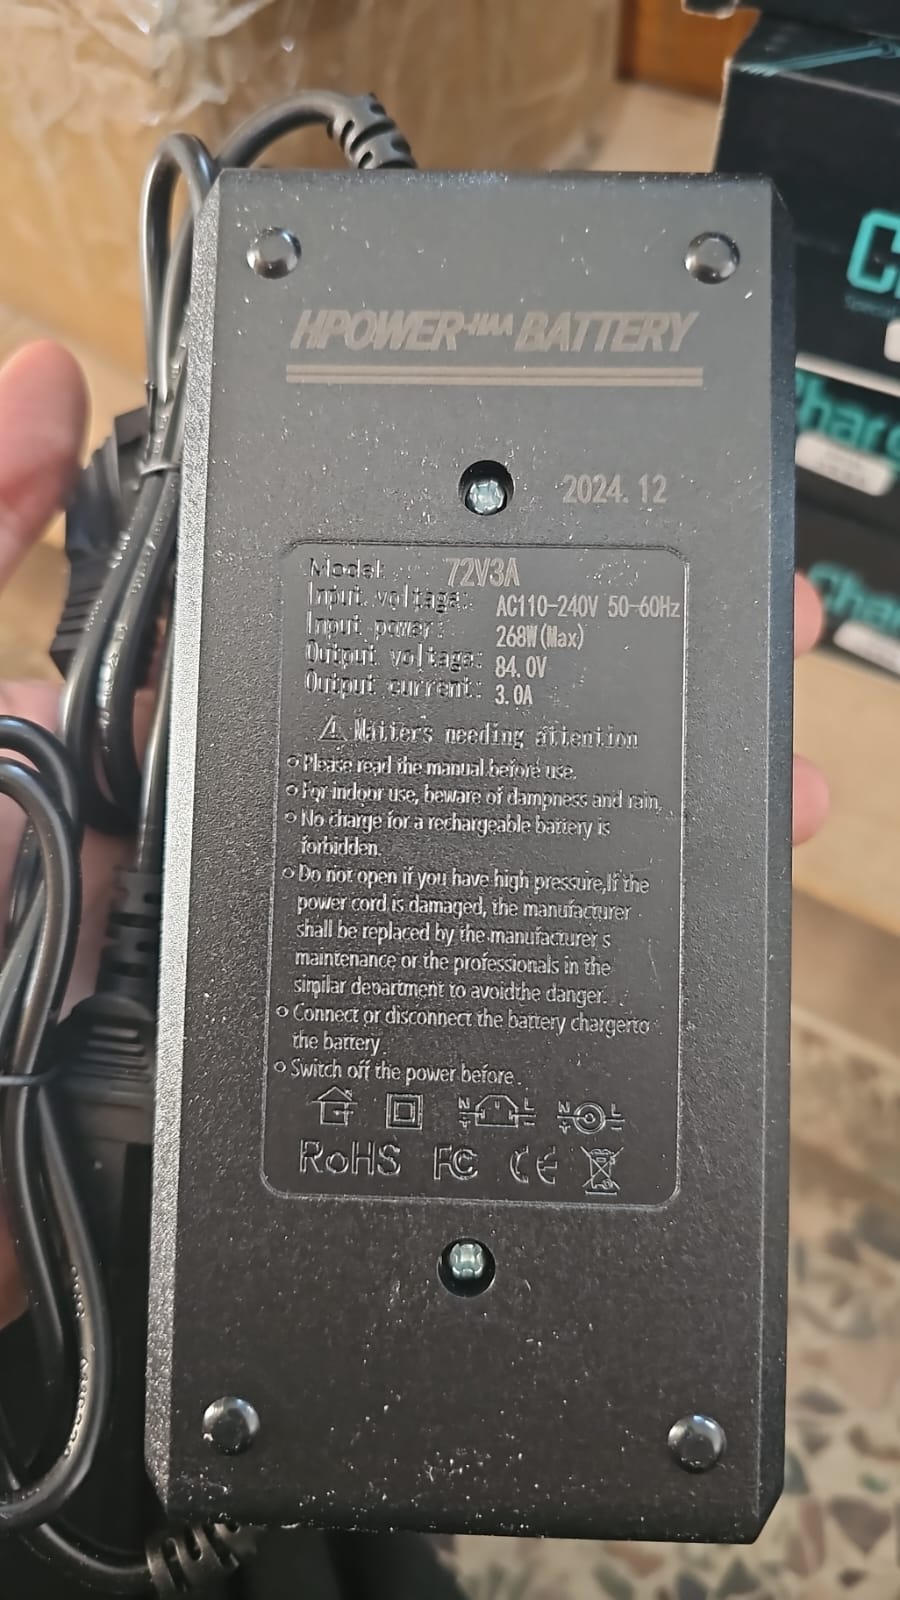 HPOWER BATTERY
2024.12
Model: 72V3A
Input voltage: AC110-240V 50-60Hz
Input power: 268W(Max)
Output voltage: 84.0V
Output current: 3.0A
Matters needing attention
Please read the manual before use.
For indoor use, beware of dampness and rain,
No charge for a rechargeable battery is
forbidden.
Do not open if you have high pressure,If the
power cord is damaged, the manufacturer
shall be replaced by the manufacturer s
maintenance or the professionals in the
similar department to avoidthe danger.
Connect or disconnect the battery chargerto
the battery
Switch off the power before.
N L N L
RoHS FC CE